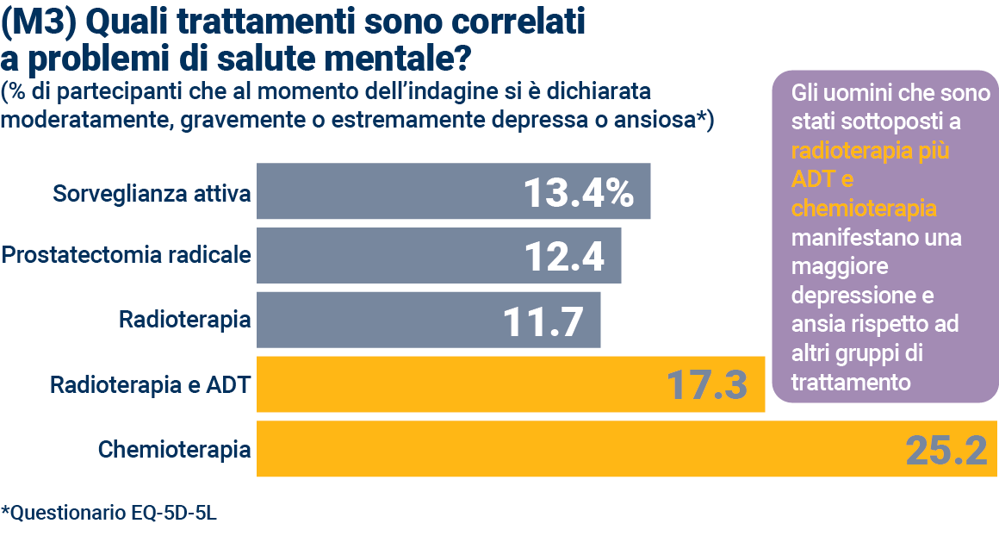 (M3) Quali trattamenti sono correlati
a problemi di salute mentale?
(% di partecipanti che al momento dell’indagine si è dichiarata
moderatamente, gravemente o estremamente depressa o ansiosa*)
Sorveglianza attiva
13.4%
Prostatectomia radicale
12.4
Radioterapia
11.7
Radioterapia e ADT
17.3
Chemioterapia
25.2
Gli uomini che sono
stati sottoposti a
radioterapia più
ADT e
chemioterapia
manifestano una
maggiore
depressione e
ansia rispetto ad
altri gruppi di
trattamento
*Questionario EQ-5D-5L